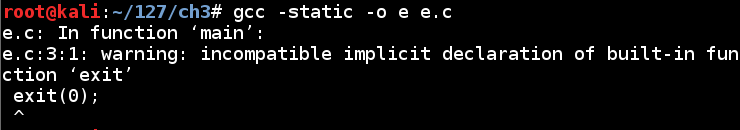 root@kali:~/127/ch3# gcc -static -o e e.c
e.c: In function ‘main’:
e.c:3:1: warning: incompatible implicit declaration of built-in fun
ction ‘exit’
 exit(0);
 ^